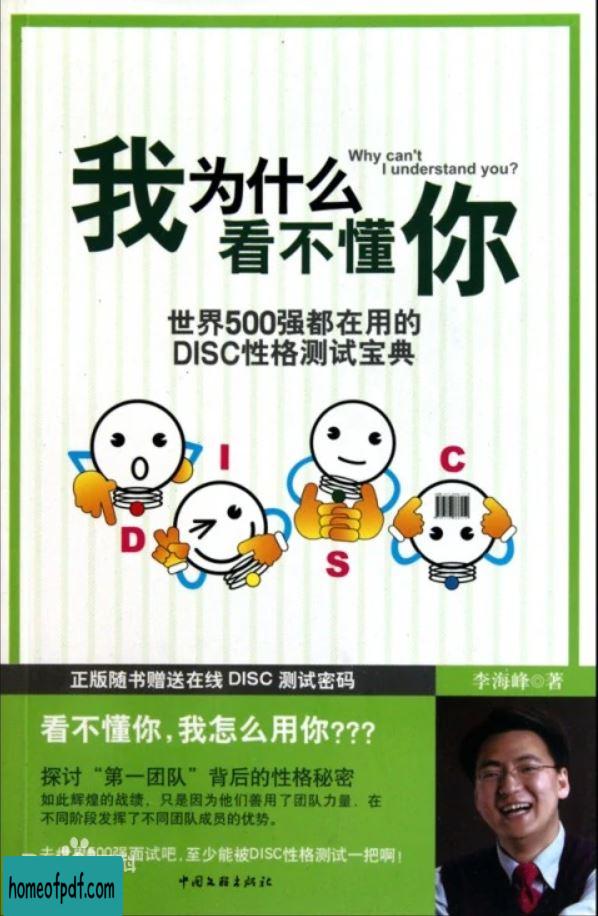 Why can't
I understand you?
我为什么
看不懂你
世界500强都在用的
DISC性格测试宝典
D
I
S
C
正版随书赠送在线 DISC 测试密码
李海峰◎著
看不懂你,我怎么用你???
探讨“第一团队”背后的性格秘密
如此辉煌的战绩,只是因为他们善用了团队力量,在
不同阶段发挥了不同团队成员的优势。
去世界500强面试吧,至少能被DISC性格测试一把啊!
中国文联出版社
homeofpdf.com